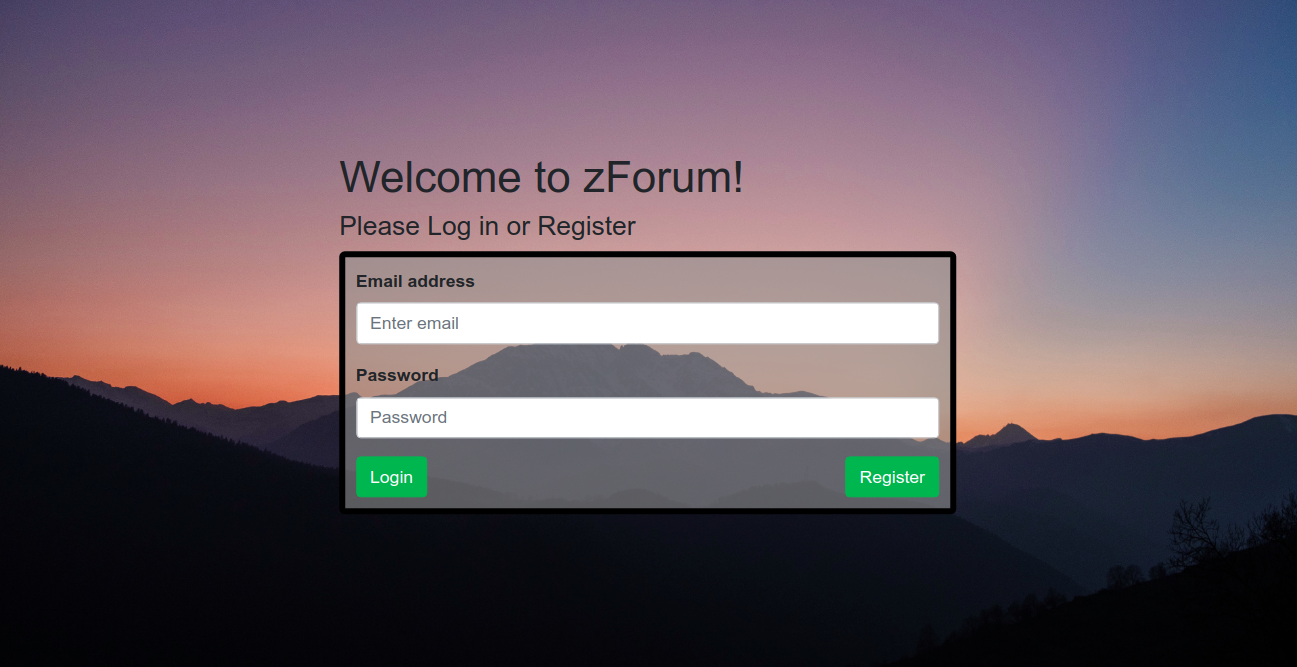 Welcome to zForum!
Please Log in or Register
Email address
Enter email
Password
Password
Login Register